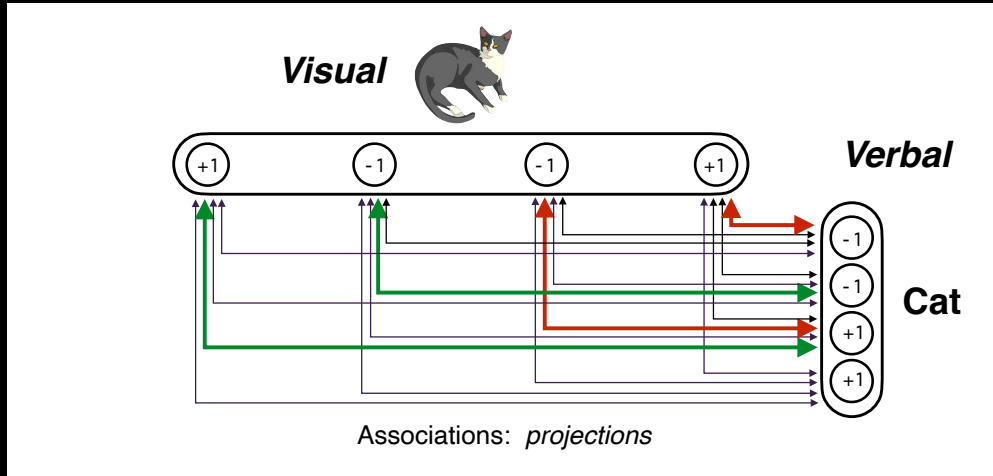 Visual
+1 -1 -1 +1
Verbal
-1
-1
Cat
+1
+1
Associations: projections